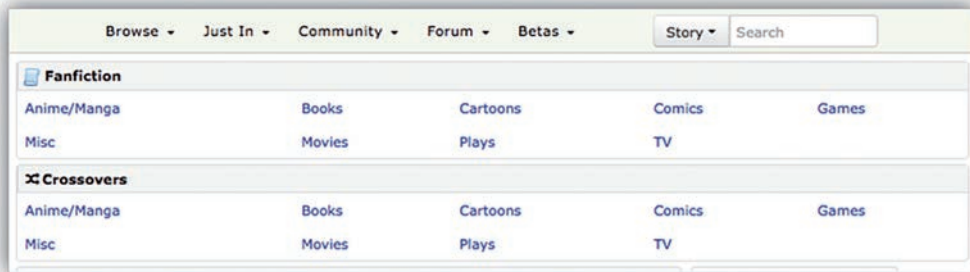 Browse Just In Community Forum Betas Story Search
Fanfiction
Anime/Manga Books Cartoons Comics Games
Misc Movies Plays TV
Crossovers
Anime/Manga Books Cartoons Comics Games
Misc Movies Plays TV